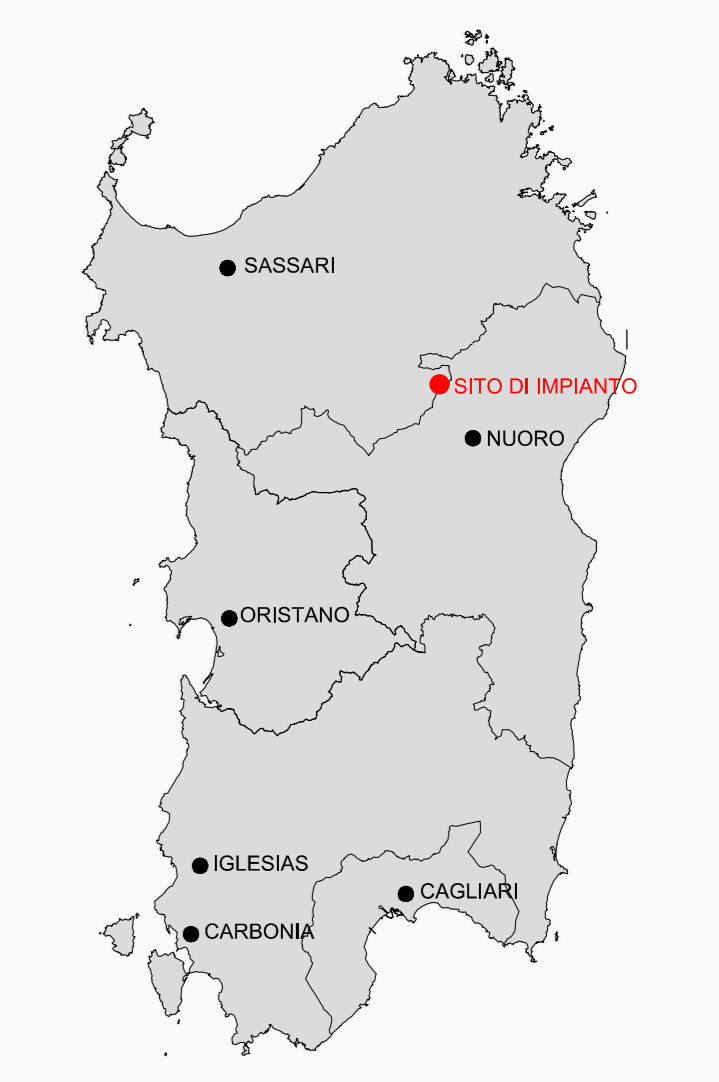 SASSARI
SITO DI IMPIANTO
NUORO
ORISTANO
IGLESIAS
CAGLIARI
CARBONIA